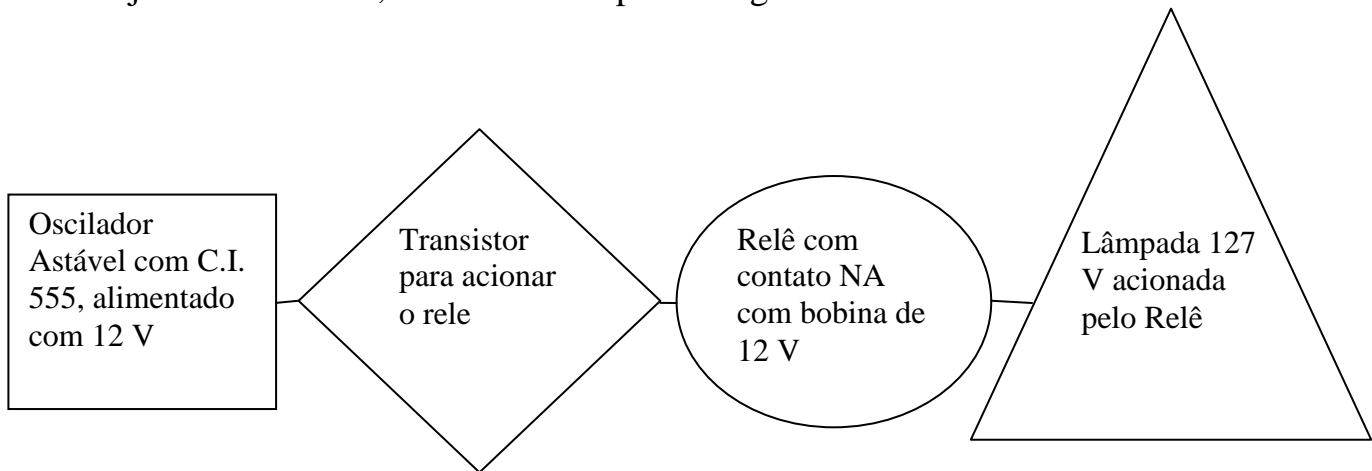 Oscilador
Astável com C.I.
555, alimentado
com 12 V
Transistor
para acionar
o rele
Relê com
contato NA
com bobina de
12 V
Lâmpada 127
V acionada
pelo Relê